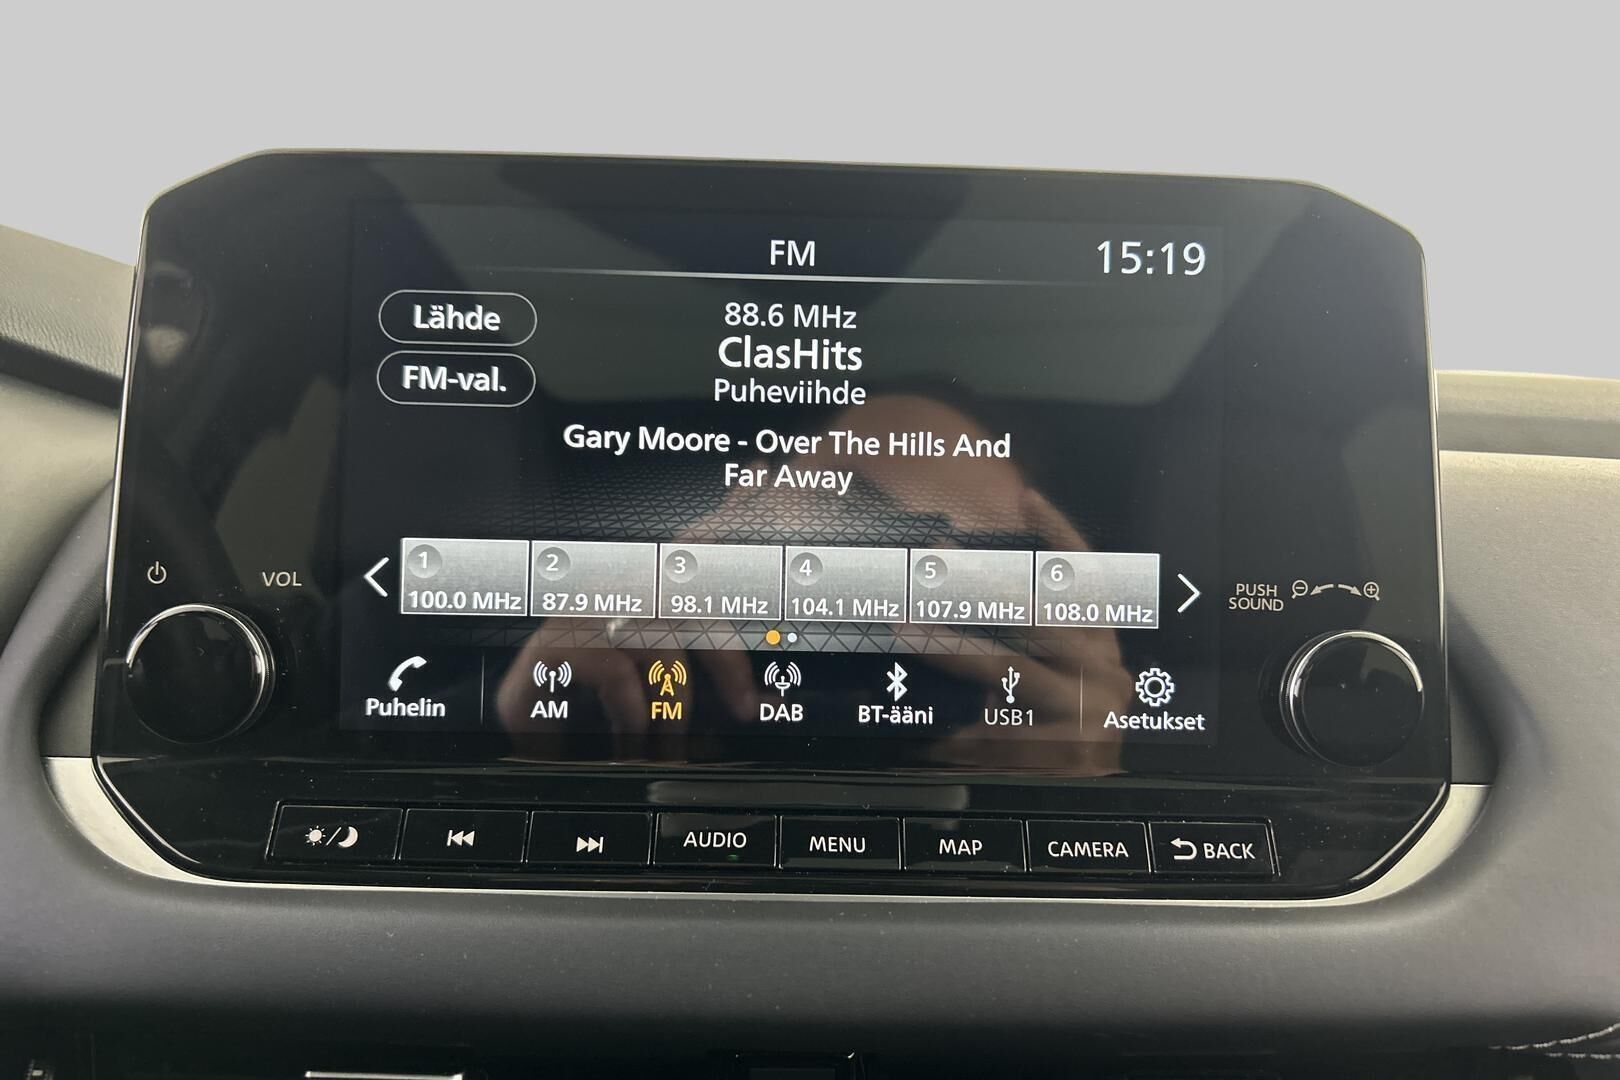 FM
15:19
Lähde
FM-val.
88.6 MHz
ClasHits
Puheviihde
Gary Moore - Over The Hills And
Far Away
1 2 3 4 5 6
100.0 MHz 87.9 MHz 98.1 MHz 104.1 MHz 107.9 MHz 108.0 MHz
VOL
PUSH
SOUND
Puhelin AM FM DAB BT-ääni USB1 Asetukset
AUDIO MENU MAP CAMERA BACK